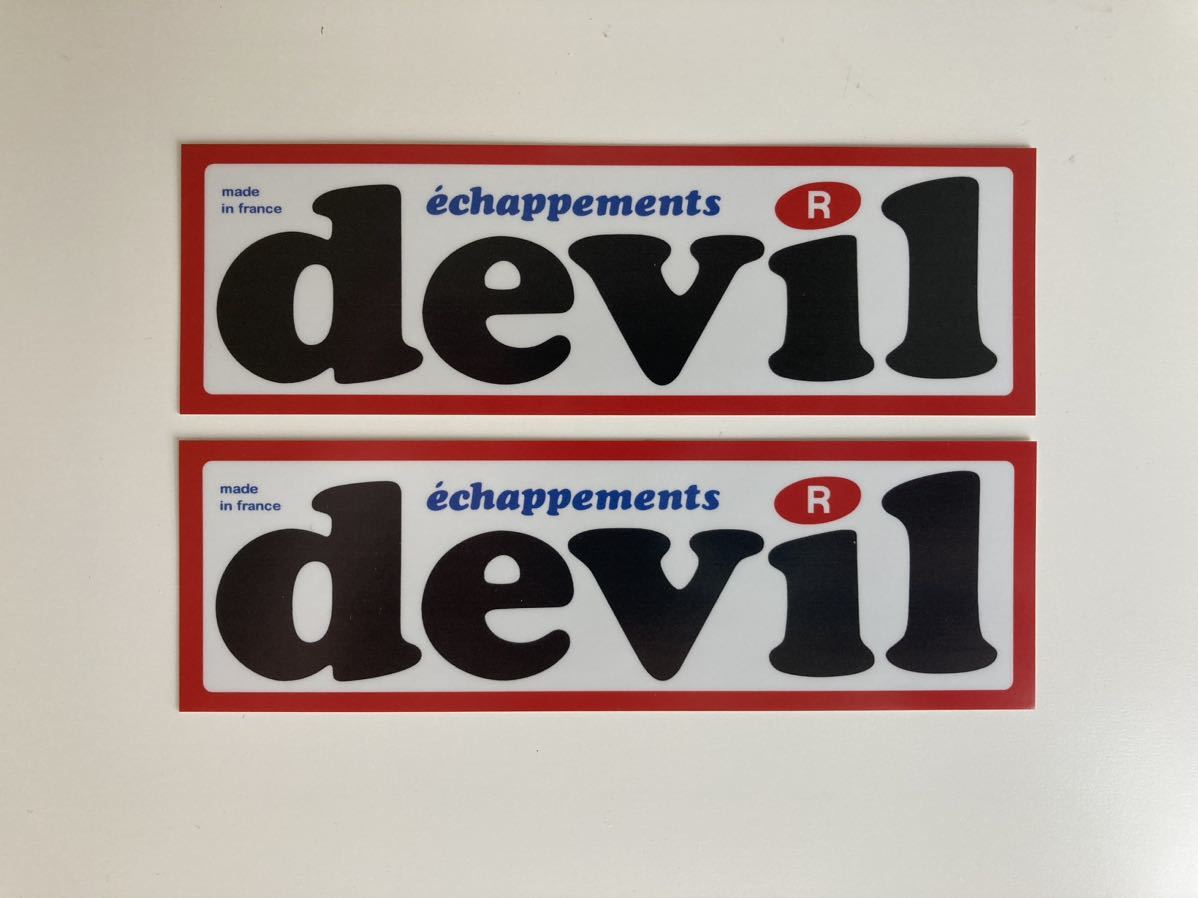 made
in france
échappements
R
devil
made
in france
échappements
R
devil